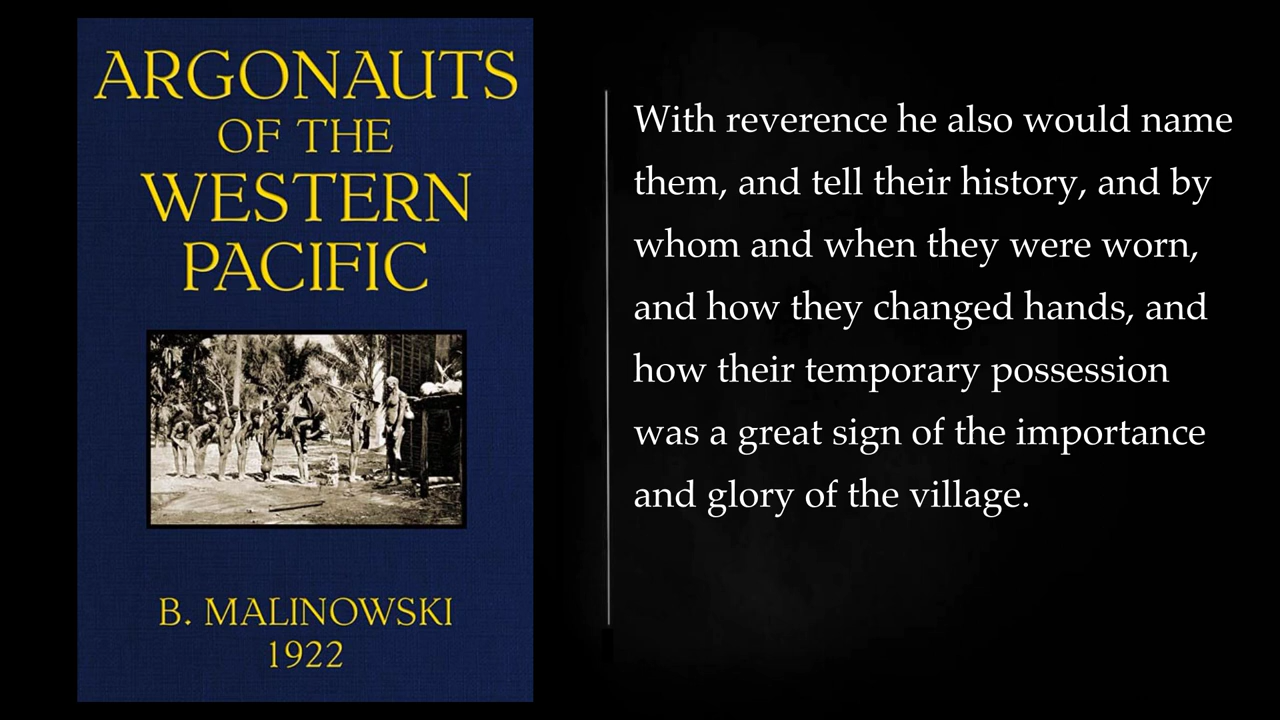 ARGONAUTS
OF THE
WESTERN
PACIFIC
B. MALINOWSKI
1922
With reverence he also would name
them, and tell their history, and by
whom and when they were worn,
and how they changed hands, and
how their temporary possession
was a great sign of the importance
and glory of the village.